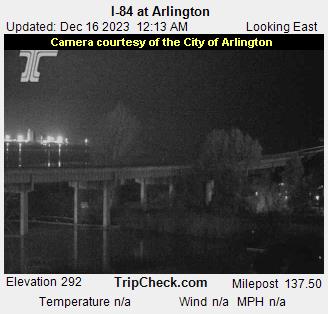 I-84 at Arlington
Updated: Dec 16 2023 12:13 AM Looking East
Camera courtesy of the City of Arlington
Elevation 292 TripCheck.com Milepost 137.50
Temperature n/a Wind n/a MPH n/a